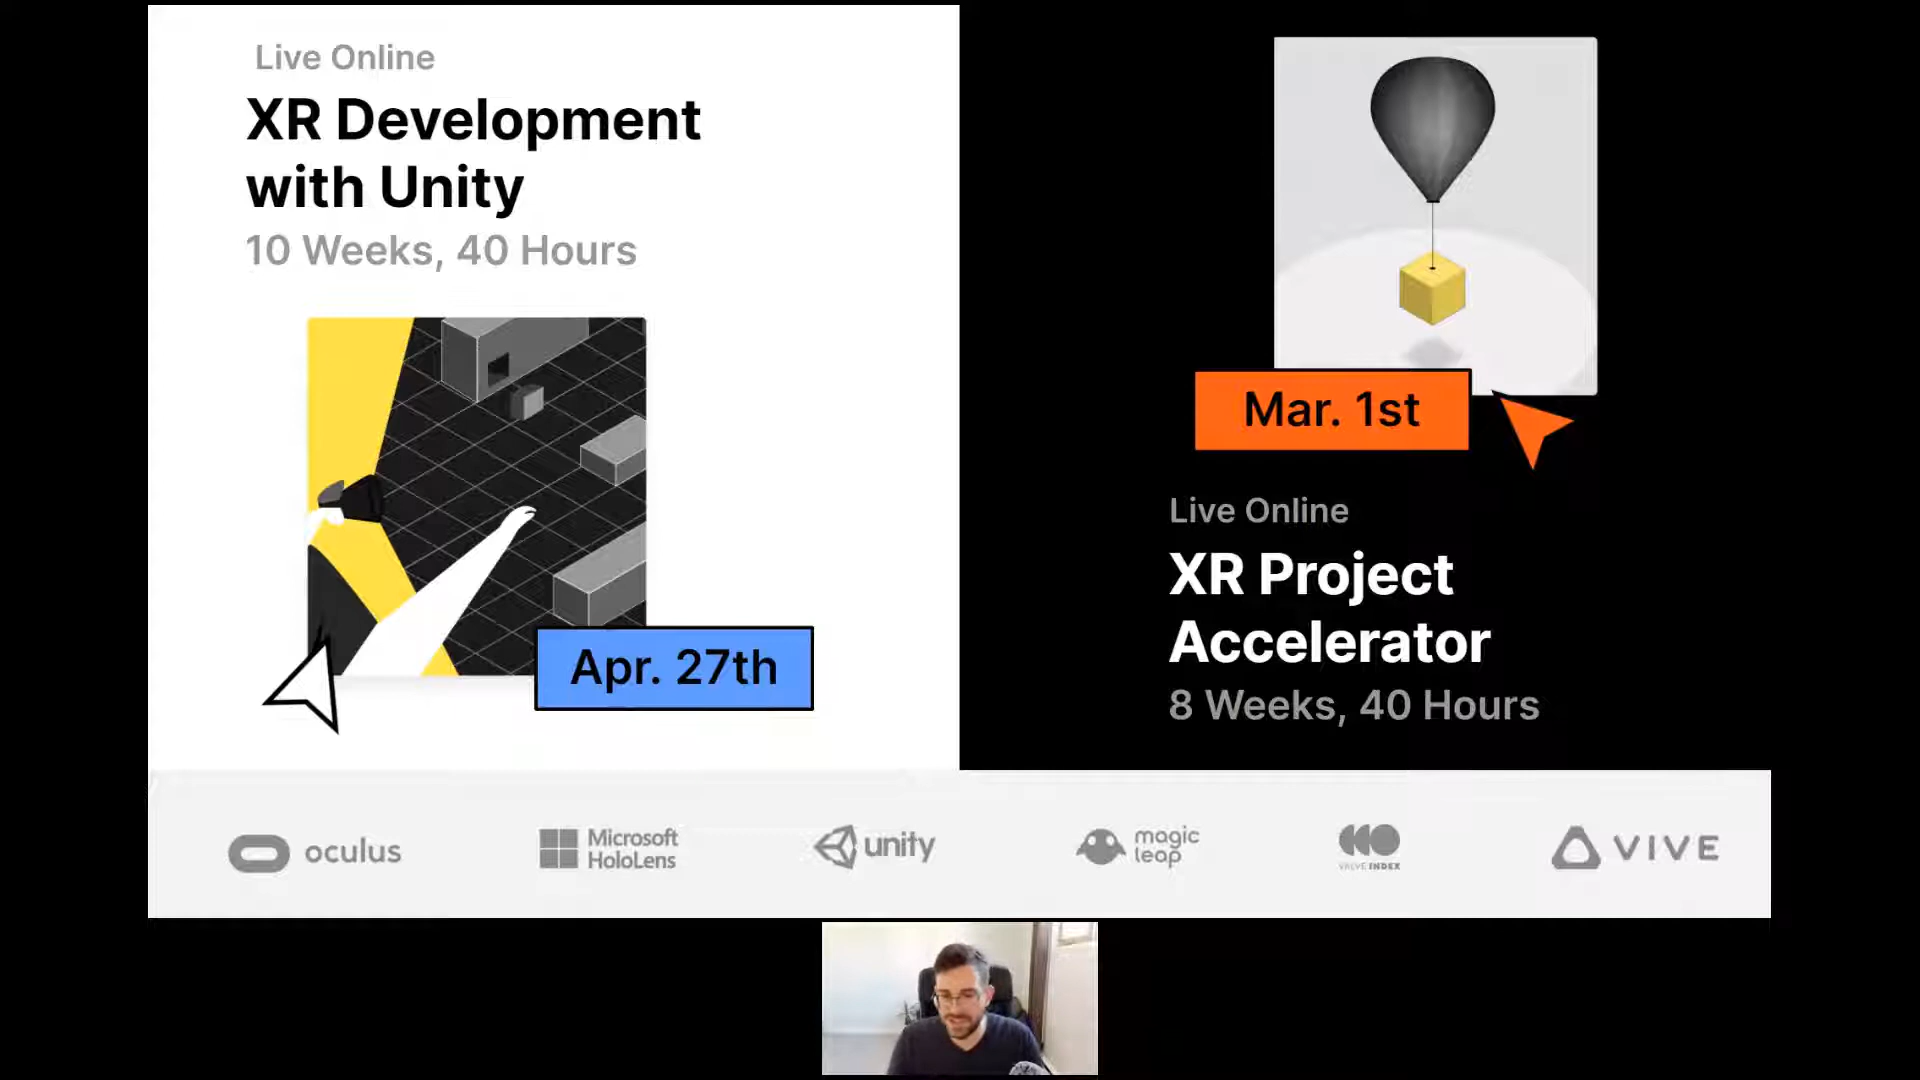 Live Online
XR Development
with Unity
10 Weeks, 40 Hours
Apr. 27th
Mar. 1st
Live Online
XR Project
Accelerator
8 Weeks, 40 Hours
oculus
Microsoft
HoloLens
unity
magic
leap
VALVE INDEX
VIVE